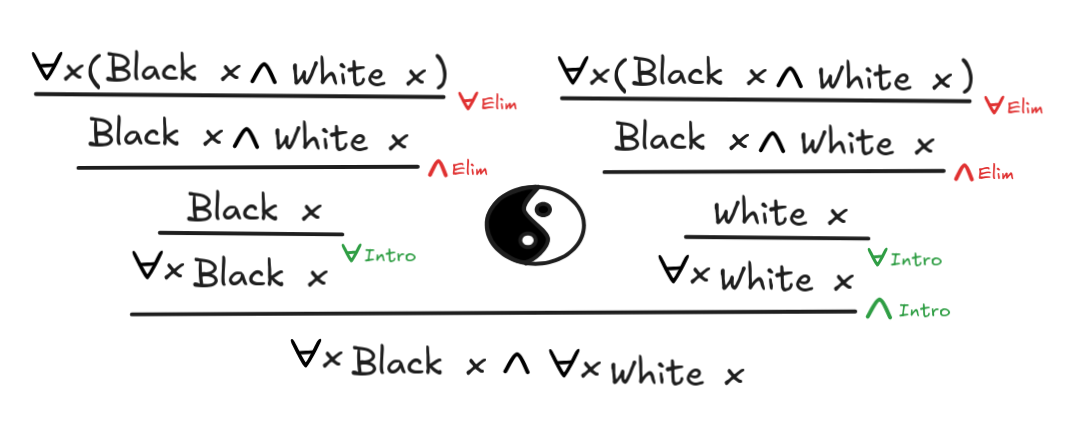 ∀x(Black x ∧ White x) ∀x(Black x ∧ White x)
∀ Elim ∀ Elim
Black x ∧ White x Black x ∧ White x
∧ Elim ∧ Elim
Black x White x
∀ Intro ∀ Intro
∀x Black x ∀x White x
∧ Intro
∀x Black x ∧ ∀x White x